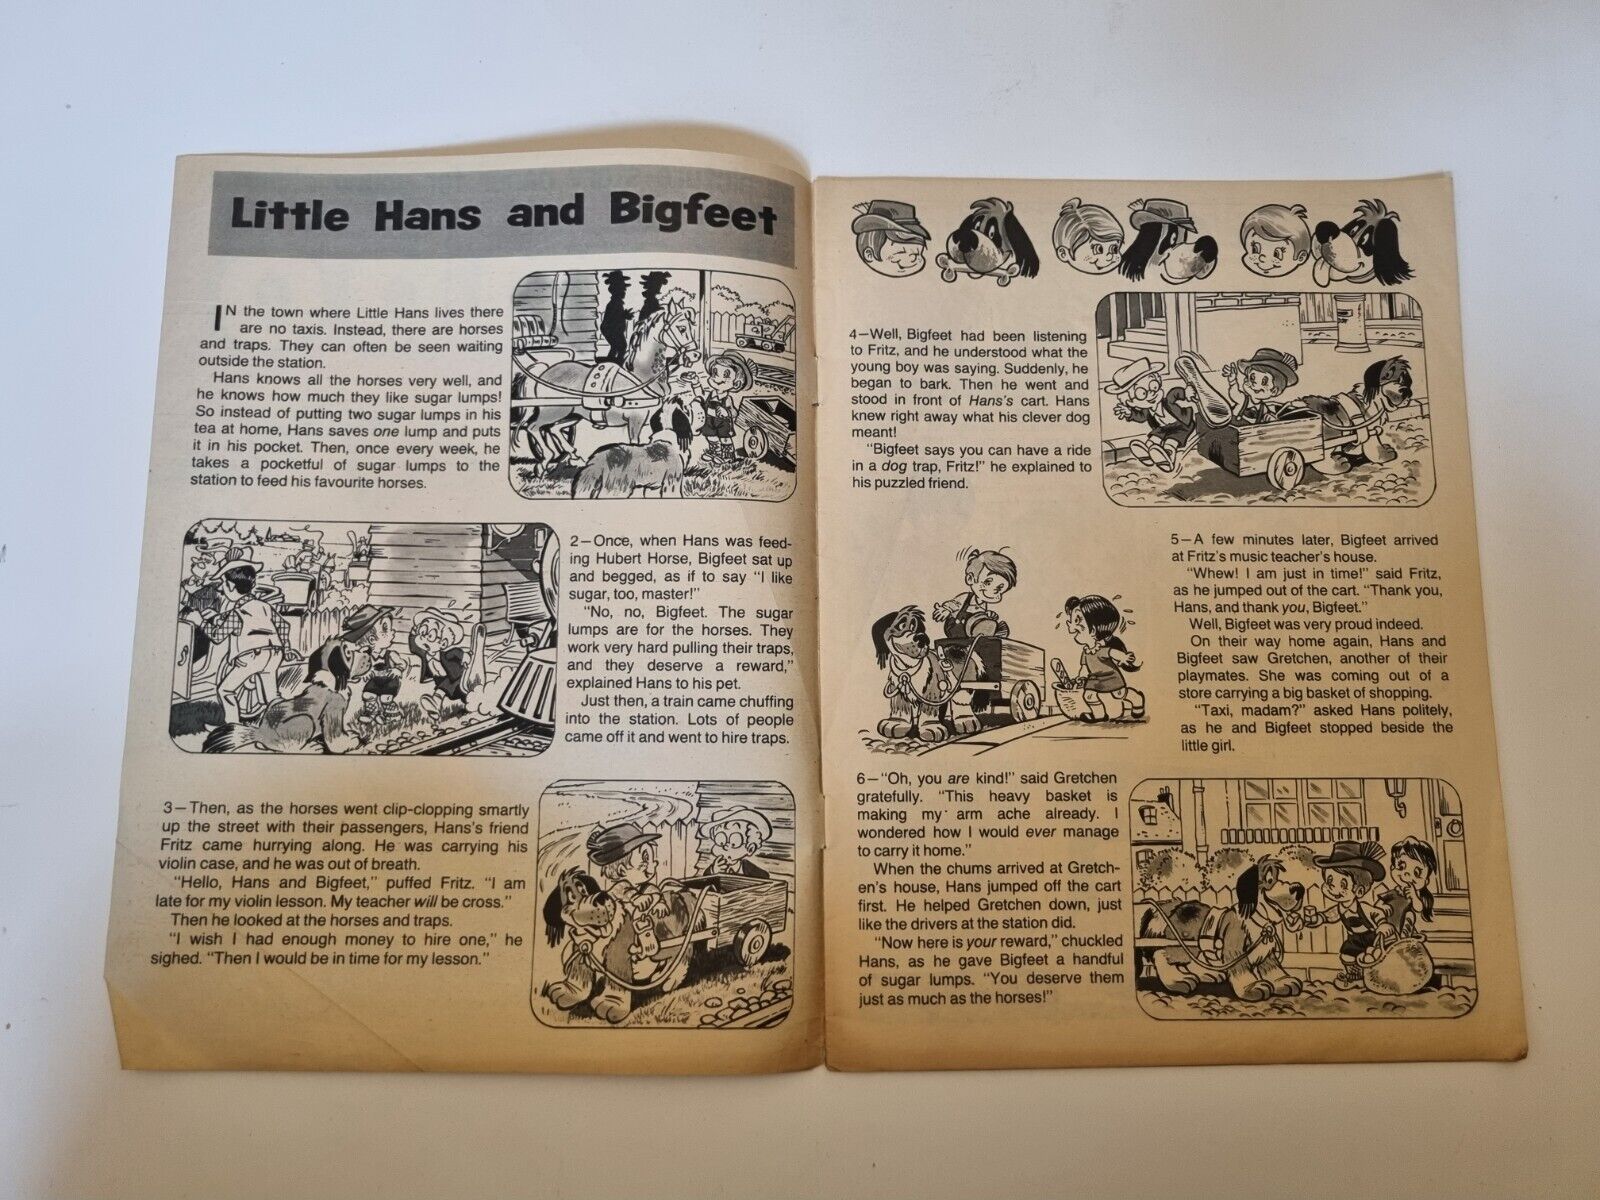 Little Hans and Bigfeet
IN the town where Little Hans lives there
are no taxis. Instead, there are horses
and traps. They can often be seen waiting
outside the station.
Hans knows all the horses very well, and
he knows how much they like sugar lumps!
So instead of putting two sugar lumps in his
tea at home, Hans saves one lump and puts
it in his pocket. Then, once every week, he
takes a pocketful of sugar lumps to the
station to feed his favourite horses.
2—Once, when Hans was feed-
ing Hubert Horse, Bigfeet sat up
and begged, as if to say "I like
sugar, too, master!"
"No, no, Bigfeet. The sugar
lumps are for the horses. They
work very hard pulling their traps,
and they deserve a reward,"
explained Hans to his pet.
Just then, a train came chuffing
into the station. Lots of people
came off it and went to hire traps.
3—Then, as the horses went clip-clopping smartly
up the street with their passengers, Hans's friend
Fritz came hurrying along. He was carrying his
violin case, and he was out of breath.
"Hello, Hans and Bigfeet," puffed Fritz. "I am
late for my violin lesson. My teacher will be cross."
Then he looked at the horses and traps.
"I wish I had enough money to hire one," he
sighed. "Then I would be in time for my lesson."
4—Well, Bigfeet had been listening
to Fritz, and he understood what the
young boy was saying. Suddenly, he
began to bark. Then he went and
stood in front of Hans's cart. Hans
knew right away what his clever dog
meant!
"Bigfeet says you can have a ride
in a dog trap, Fritz!" he explained to
his puzzled friend.
5—A few minutes later, Bigfeet arrived
at Fritz's music teacher's house.
"Whew! I am just in time!" said Fritz,
as he jumped out of the cart. "Thank you,
Hans, and thank you, Bigfeet."
Well, Bigfeet was very proud indeed.
On their way home again, Hans and
Bigfeet saw Gretchen, another of their
playmates. She was coming out of a
store carrying a big basket of shopping.
"Taxi, madam?" asked Hans politely,
as he and Bigfeet stopped beside the
little girl.
6—"Oh, you are kind!" said Gretchen
gratefully. "This heavy basket is
making my arm ache already. I
wondered how I would ever manage
to carry it home."
When the chums arrived at Gretch-
en's house, Hans jumped off the cart
first. He helped Gretchen down, just
like the drivers at the station did.
"Now here is your reward," chuckled
Hans, as he gave Bigfeet a handful
of sugar lumps. "You deserve them
just as much as the horses!"